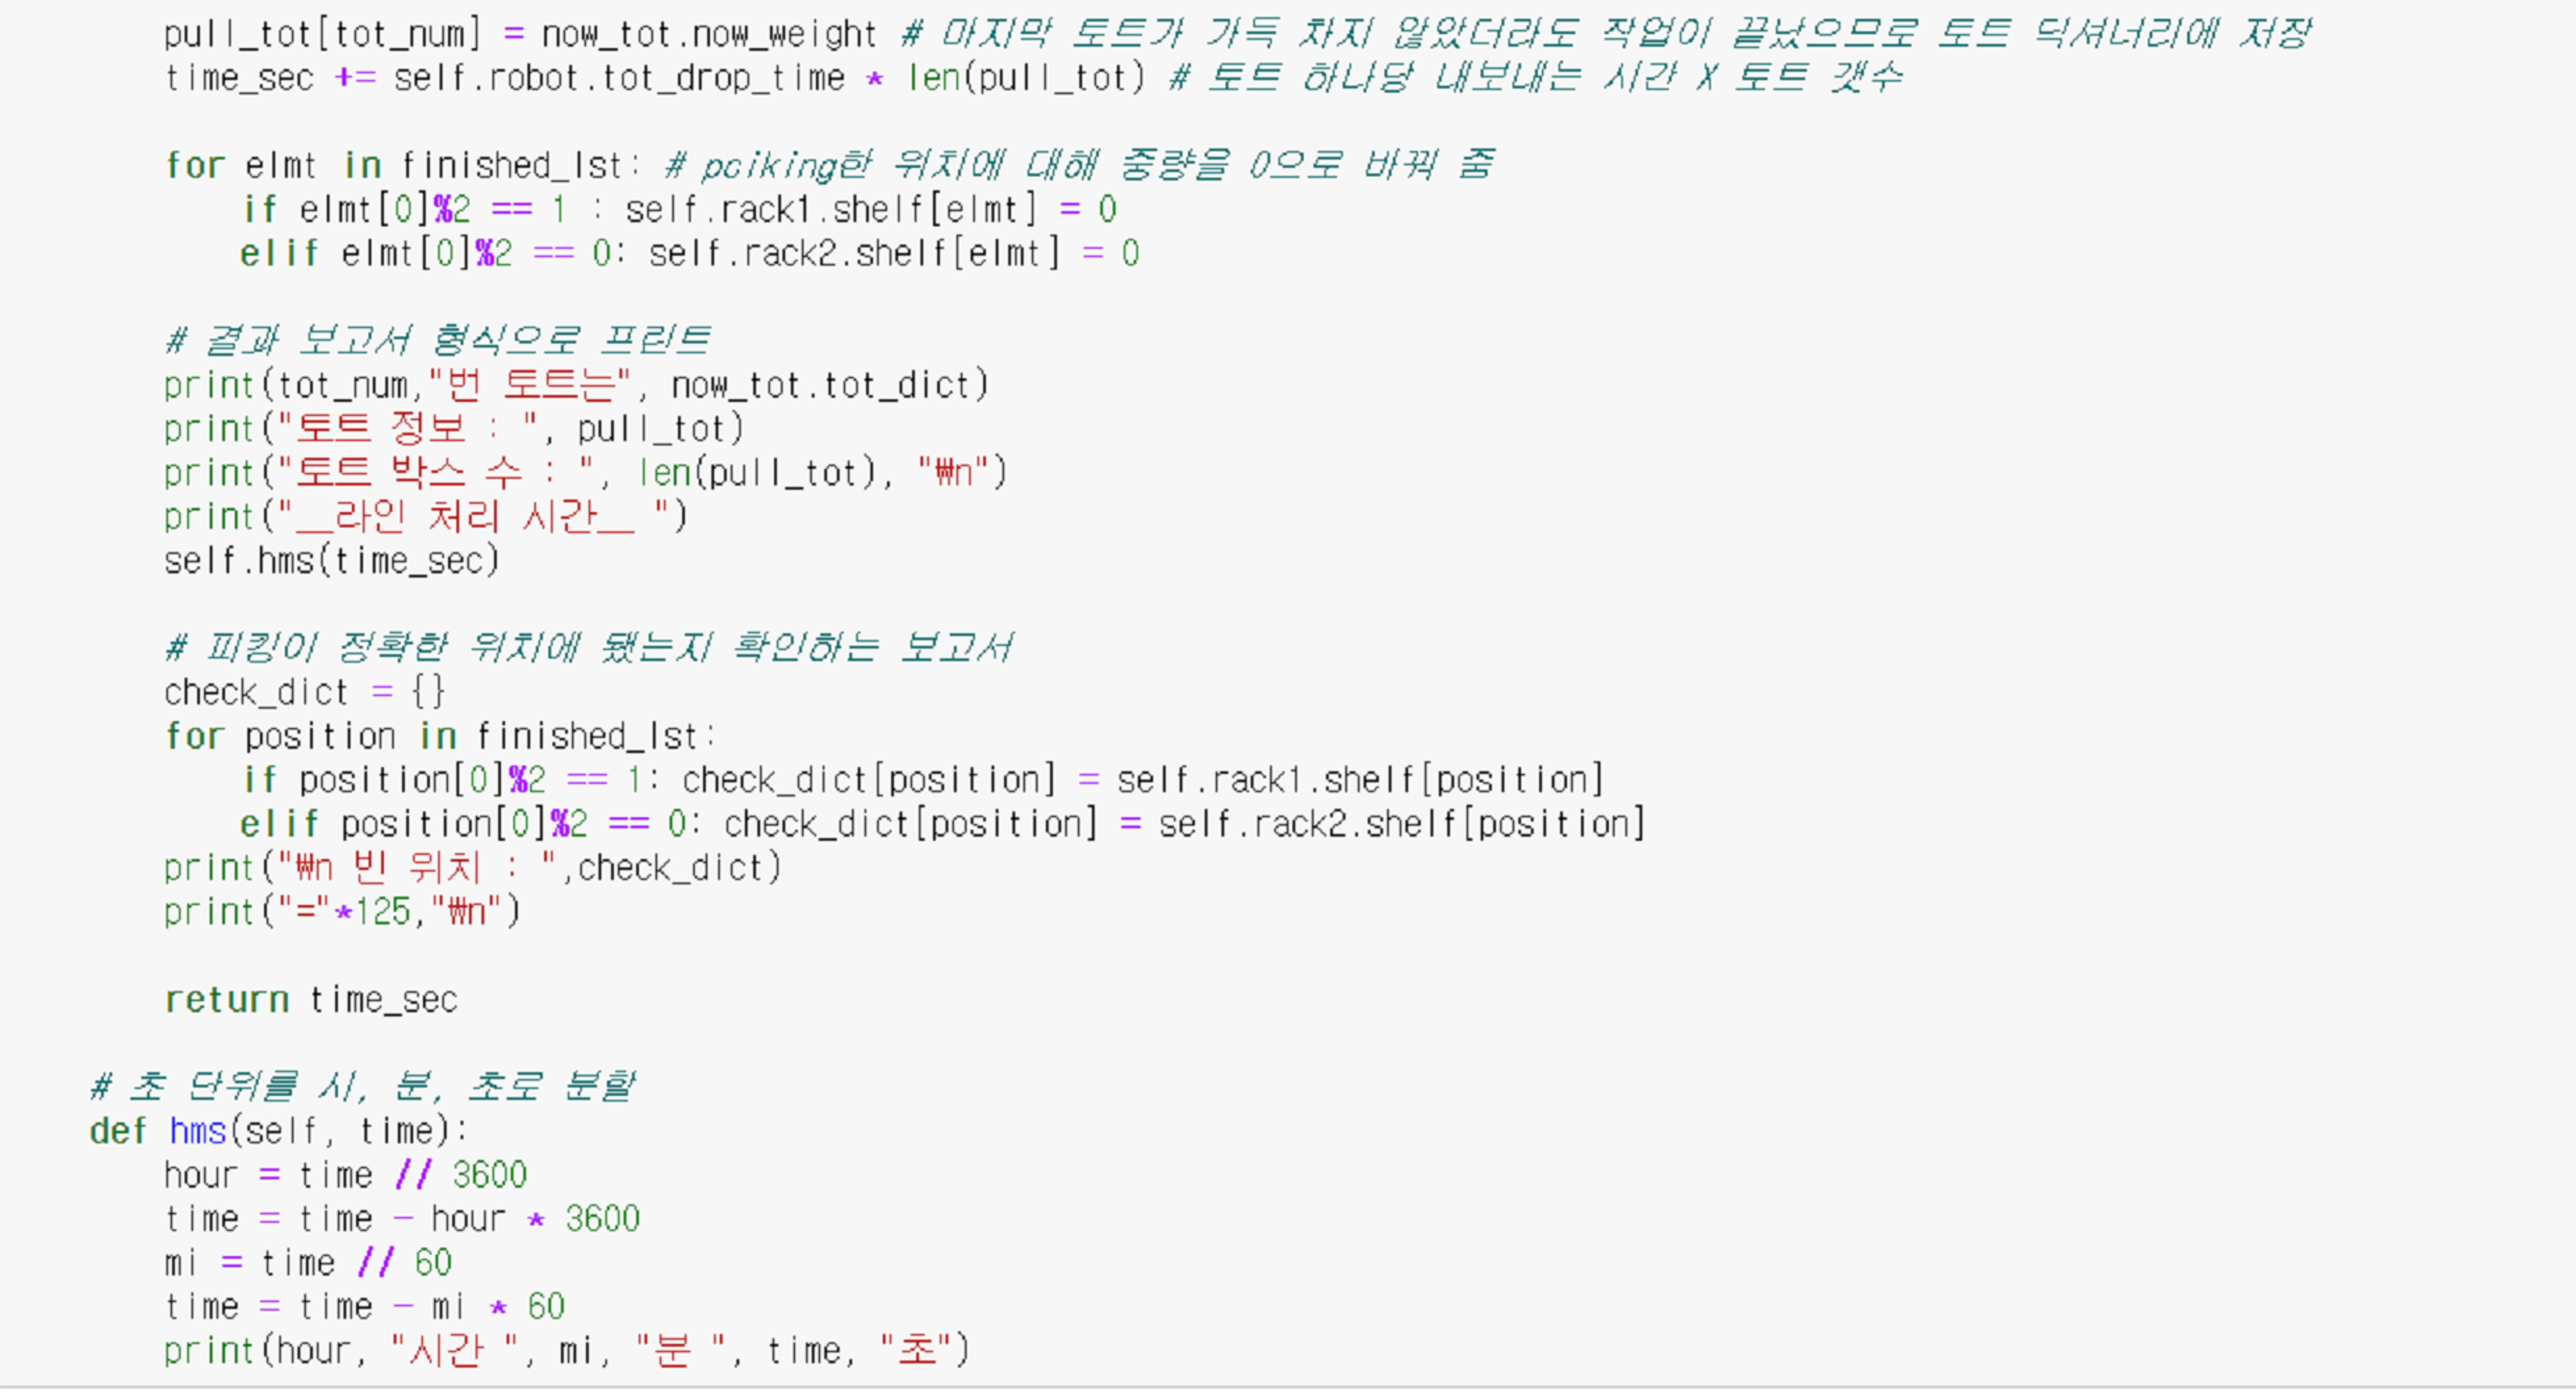 pull_tot[tot_num] = now_tot.now_weight # 마지막 토트가 가득 차지 않았더라도 작업이 끝났으므로 토트 딕셔너리에 저장
time_sec += self.robot.tot_drop_time * len(pull_tot) # 토트 하나당 내보내는 시간 X 토트 갯수
for elmt in finished_lst: # pciking한 위치에 대해 중량을 0으로 바꿔 줌
if elmt[0]%2 == 1 : self.rack1.shelf[elmt] = 0
elif elmt[0]%2 == 0: self.rack2.shelf[elmt] = 0
# 결과 보고서 형식으로 프린트
print(tot_num,"번 토트는", now_tot.tot_dict)
print("토트 정보 : ", pull_tot)
print("토트 박스 수 : ", len(pull_tot), "₩n")
print("__라인 처리 시간__ ")
self.hms(time_sec)
# 피킹이 정확한 위치에 됐는지 확인하는 보고서
check_dict = {}
for position in finished_lst:
if position[0]%2 == 1: check_dict[position] = self.rack1.shelf[position]
elif position[0]%2 == 0: check_dict[position] = self.rack2.shelf[position]
print("₩n 빈 위치 : ",check_dict)
print("="*125,"₩n")
return time_sec
# 초 단위를 시, 분, 초로 분할
def hms(self, time):
hour = time // 3600
time = time - hour * 3600
mi = time // 60
time = time - mi * 60
print(hour, "시간 ", mi, "분 ", time, "초")